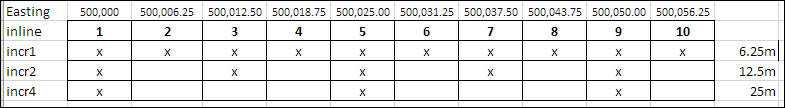 Easting 500,000 500,006.25 500,012.50 500,018.75 500,025.00 500,031.25 500,037.50 500,043.75 500,050.00 500,056.25
inline 1 2 3 4 5 6 7 8 9 10
incr1 x x x x x x x x x x 6.25m
incr2 x x x x x 12.5m
incr4 x x x 25m